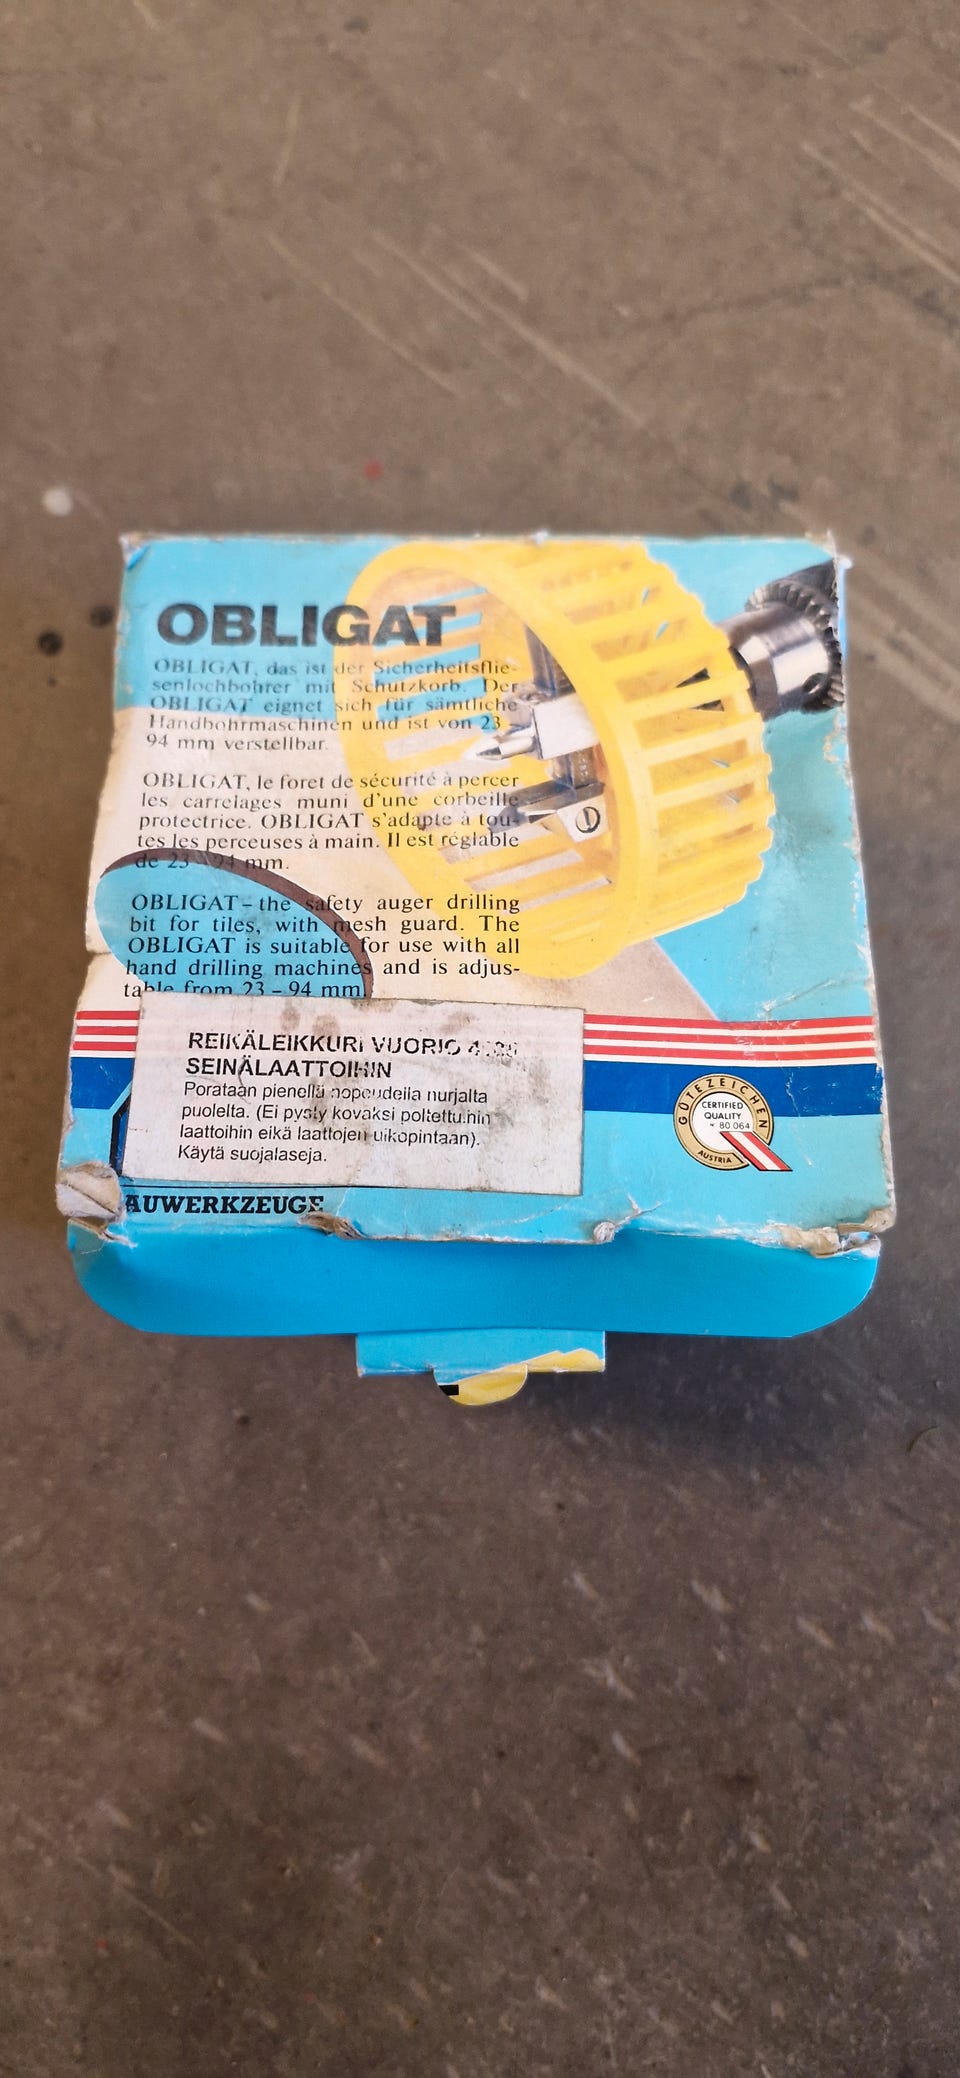 OBLIGAT
OBLIGAT, das ist der Sicherheitsflie-
senlochbohrer mit Schutzkorb. Der
OBLIGAT eignet sich für sämtliche
Handbohrmaschinen und ist von 23 –
94 mm verstellbar.
OBLIGAT, le foret de sécurité à percer
les carrelages muni d'une corbeille
protectrice. OBLIGAT s'adapte à tou-
tes les perceuses à main. Il est réglable
de 23 – 94 mm.
OBLIGAT – the safety auger drilling
bit for tiles, with mesh guard. The
OBLIGAT is suitable for use with all
hand drilling machines and is adjus-
table from 23 – 94 mm.
REIKÄLEIKKURI VUORIO
SEINÄLAATTOIHIN
Porataan pienellä nopeudella nurjalta
puolelta. (Ei pysty kovaksi poltettuihin
laattoihin eikä laattojen ulkopintaan).
Käytä suojalaseja.
AUWERKZEUGE
GÜTEZEICHEN
CERTIFIED
QUALITY
80.064
AUSTRIA